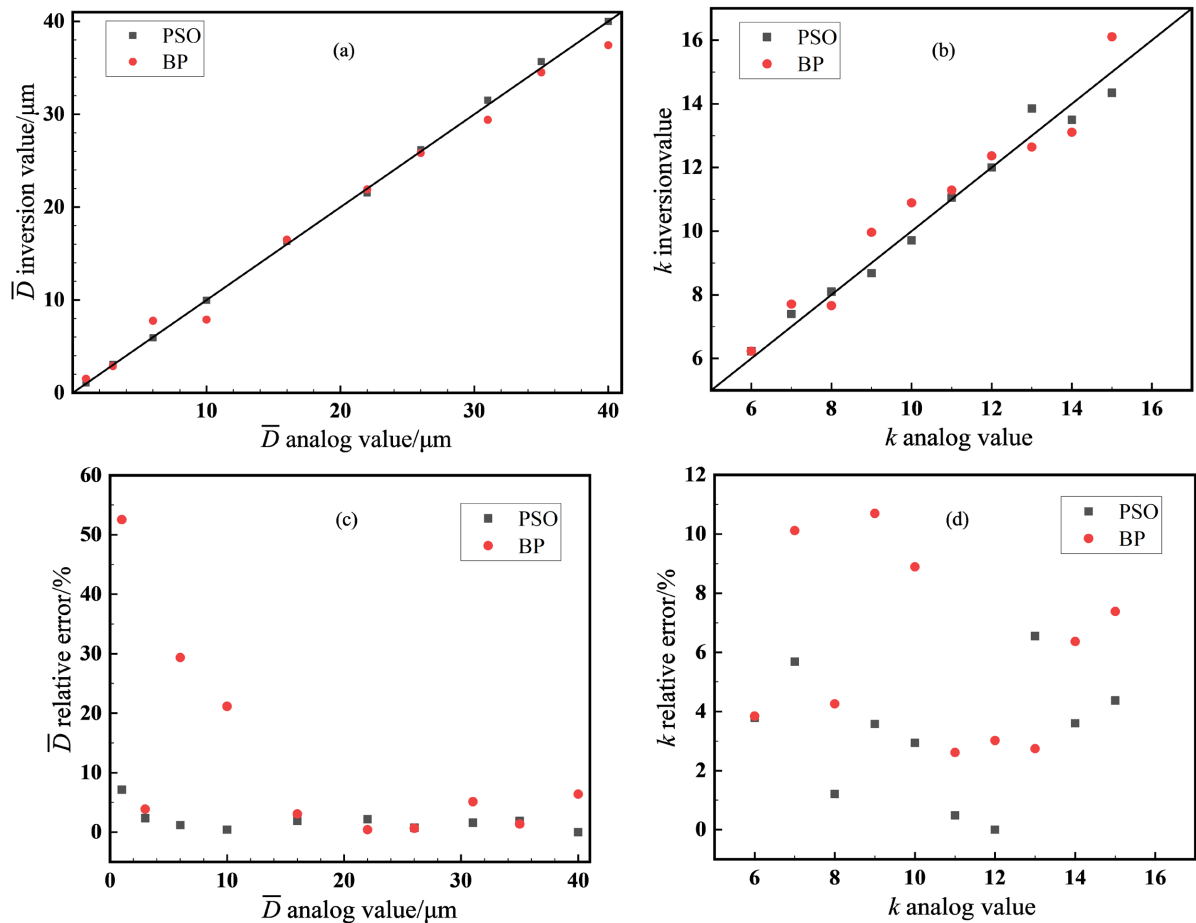 PSO
BP
(a)
D̅ inversion value/μm
40
30
20
10
0
10 20 30 40
D̅ analog value/μm
PSO
BP
(b)
k inversionvalue
16
14
12
10
8
6
6 8 10 12 14 16
k analog value
PSO
BP
(c)
D̅ relative error/%
60
50
40
30
20
10
0
0 10 20 30 40
D̅ analog value/μm
PSO
BP
(d)
k relative error/%
12
10
8
6
4
2
0
6 8 10 12 14 16
k analog value